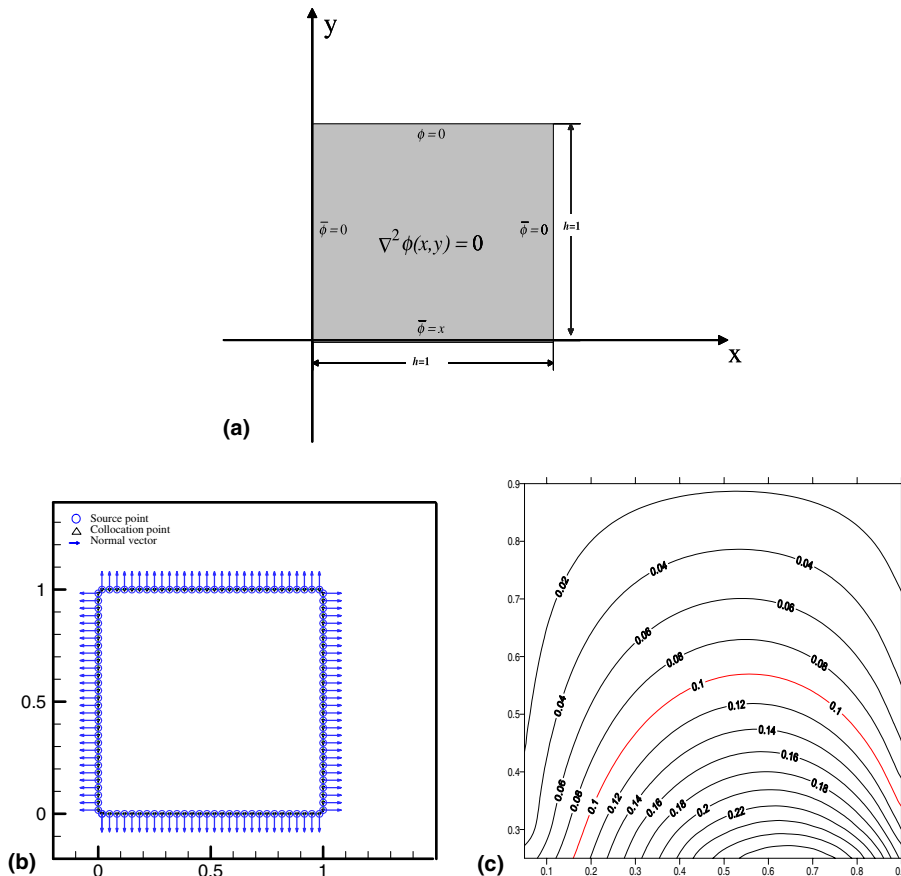 y
ϕ=0
ϕ̅=0
∇²ϕ(x,y)=0
ϕ̅=0
h=1
ϕ̅=x
x
h=1
(a)
Source point
Collocation point
Normal vector
1
0.5
0
0
0.5
1
(b)
0.9
0.8
0.7
0.6
0.5
0.4
0.3
0.02
0.04
0.04
0.06
0.06
0.08
0.08
0.1
0.1
0.12
0.14
0.16
0.18
0.04
0.06
0.08
0.1
0.12
0.14
0.16
0.18
0.2
0.22
0.1
0.2
0.3
0.4
0.5
0.6
0.7
0.8
(c)